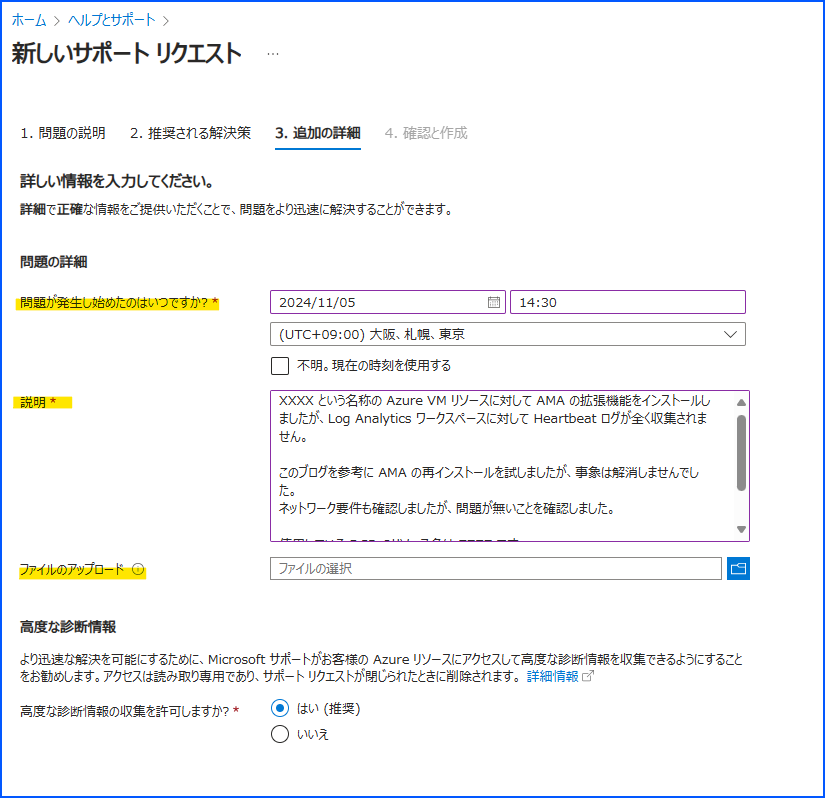 ホーム > ヘルプとサポート >
新しいサポート リクエスト ...
1. 問題の説明 2. 推奨される解決策 3. 追加の詳細 4. 確認と作成
詳しい情報を入力してください。
詳細で正確な情報をご提供いただくことで、問題をより迅速に解決することができます。
問題の詳細
問題が発生し始めたのはいつですか? * 2024/11/05 14:30
(UTC+09:00) 大阪、札幌、東京
不明。現在の時刻を使用する
説明 * XXXX という名称の Azure VM リソースに対して AMA の拡張機能をインストールし
ましたが、Log Analytics ワークスペースに対して Heartbeat ログが全く収集されま
せん。
このブログを参考に AMA の再インストールを試しましたが、事象は解消しませんでし
た。
ネットワーク要件も確認しましたが、問題が無いことを確認しました。
ファイルのアップロード ファイルの選択
高度な診断情報
より迅速な解決を可能にするために、Microsoft サポートがお客様の Azure リソースにアクセスして高度な診断情報を収集できるようにすること
をお勧めします。アクセスは読み取り専用であり、サポート リクエストが閉じられたときに削除されます。 詳細情報
高度な診断情報の収集を許可しますか? * はい (推奨)
いいえ